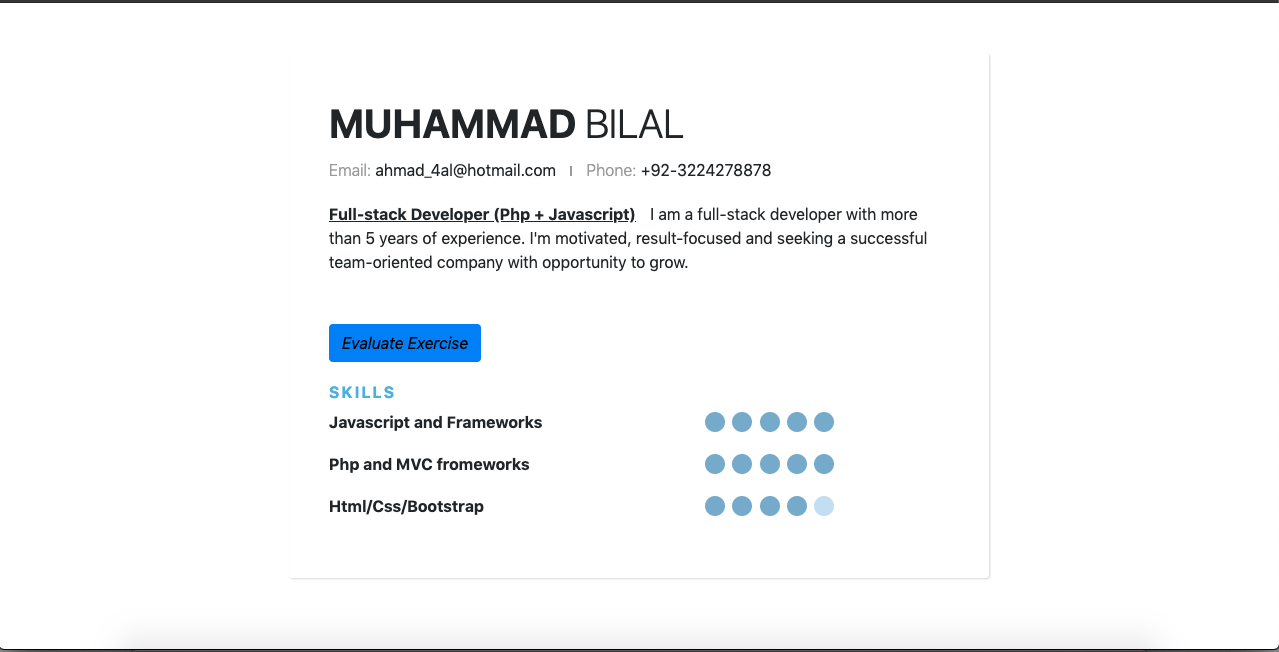 MUHAMMAD BILAL
Email: ahmad_4al@hotmail.com | Phone: +92-3224278878
Full-stack Developer (Php + Javascript) I am a full-stack developer with more
than 5 years of experience. I'm motivated, result-focused and seeking a successful
team-oriented company with opportunity to grow.
Evaluate Exercise
SKILLS
Javascript and Frameworks
Php and MVC fromeworks
Html/Css/Bootstrap